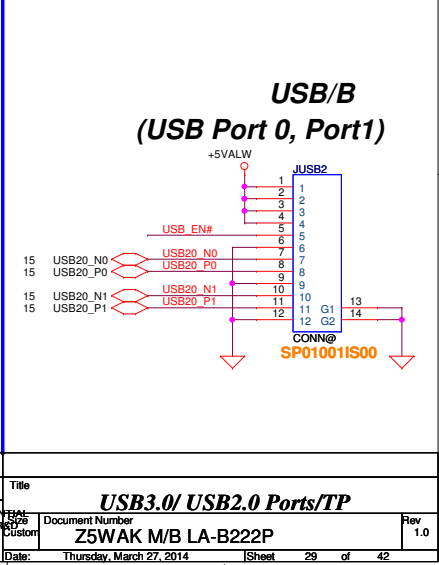 USB/B
(USB Port 0, Port1)
+5VALW
JUSB2
1 1
2 2
3 3
4 4
USB_EN# 5 5
6 6
15 USB20_N0 USB20_N0 7 7
15 USB20_P0 USB20_P0 8 8
9 9
15 USB20_N1 USB20_N1 10 10
15 USB20_P1 USB20_P1 11 11 G1 13
12 12 G2 14
CONN@
SP01001IS00
Title
USB3.0/ USB2.0 Ports/TP
Size Document Number Rev
Custom Z5WAK M/B LA-B222P 1.0
Date: Thursday, March 27, 2014 Sheet 29 of 42